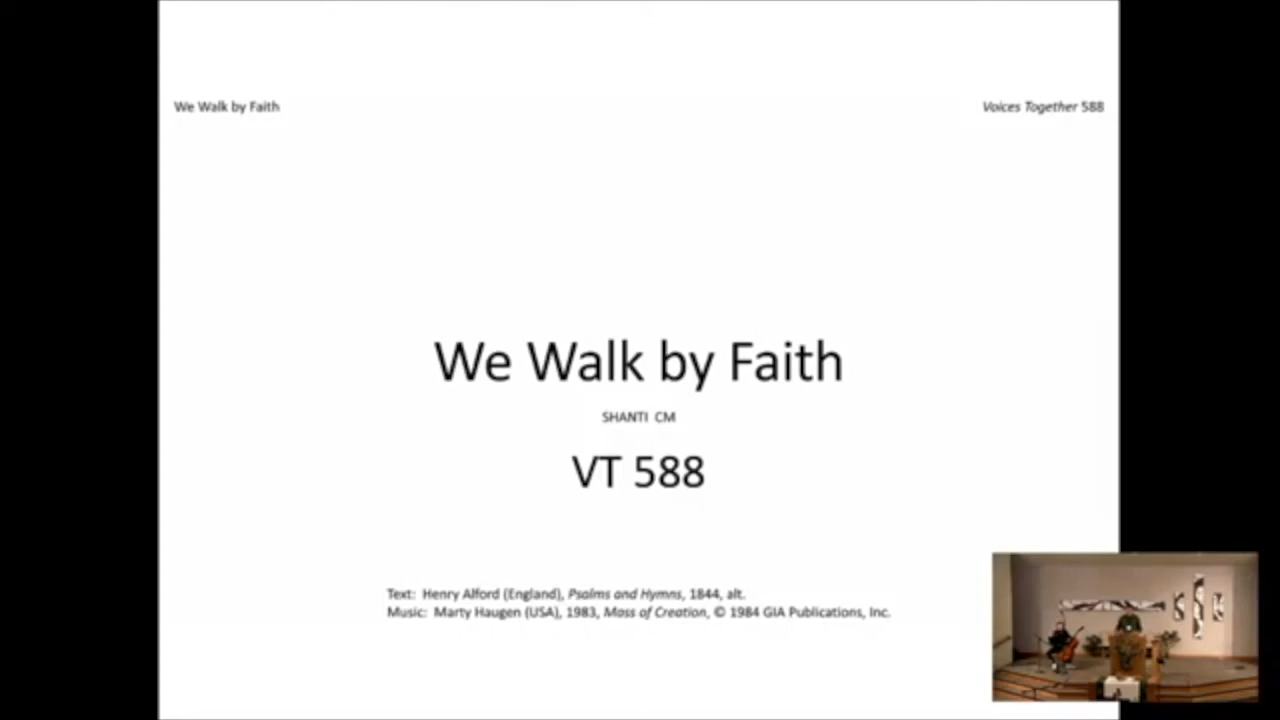 We Walk by Faith
Voices Together 588
We Walk by Faith
SHANTI CM
VT 588
Text: Henry Alford (England), Psalms and Hymns, 1844, alt.
Music: Marty Haugen (USA), 1983, Mass of Creation, © 1984 GIA Publications, Inc.